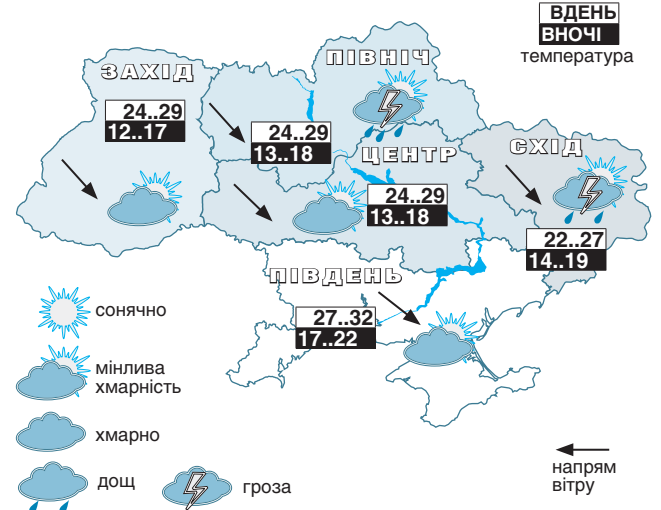 ВДЕНЬ
ВНОЧІ
температура
ПІВНІЧ
ЗАХІД
24..29
12..17
24..29
13..18
ЦЕНТР
СХІД
24..29
13..18
22..27
14..19
ПІВДЕНЬ
27..32
17..22
сонячно
мінлива
хмарність
хмарно
дощ
гроза
напрям
вітру